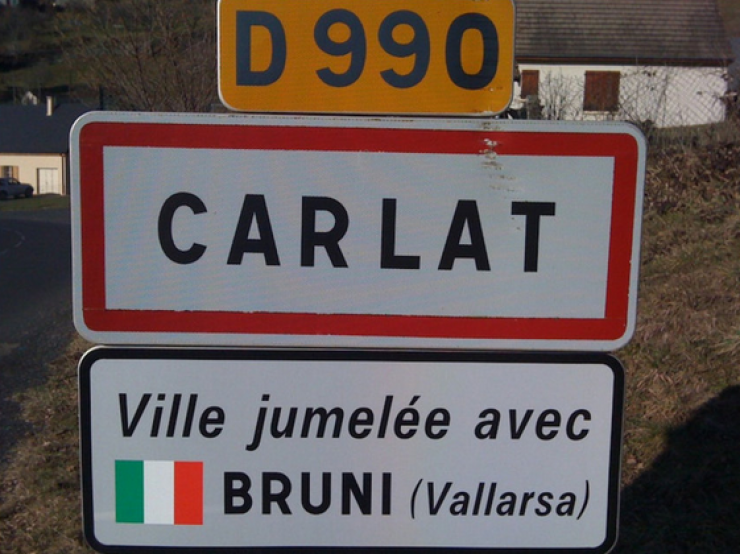 D 990
CARLAT
Ville jumelée avec
BRUNI (Vallarsa)